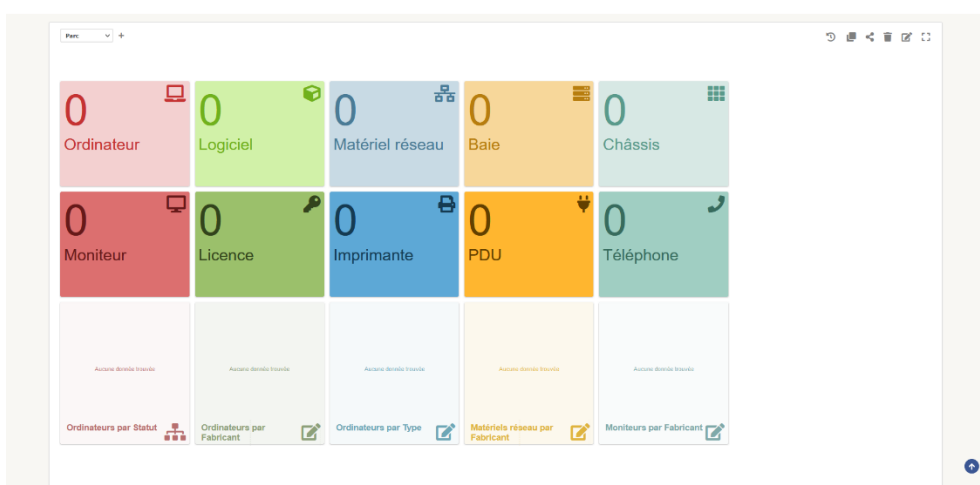 Parc
0
Ordinateur
0
Logiciel
0
Matériel réseau
0
Baie
0
Châssis
0
Moniteur
0
Licence
0
Imprimante
0
PDU
0
Téléphone
Aucune donnée trouvée
Ordinateurs par Statut
Aucune donnée trouvée
Ordinateurs par
Fabricant
Aucune donnée trouvée
Ordinateurs par Type
Aucune donnée trouvée
Matériels réseau par
Fabricant
Aucune donnée trouvée
Moniteurs par Fabricant